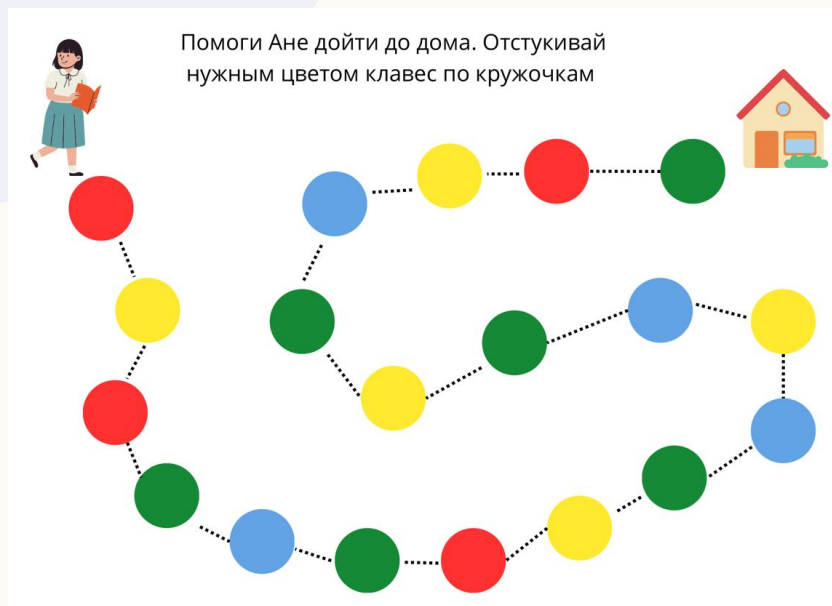 Помоги Ане дойти до дома. Отстукивай
нужным цветом клавес по кружочкам